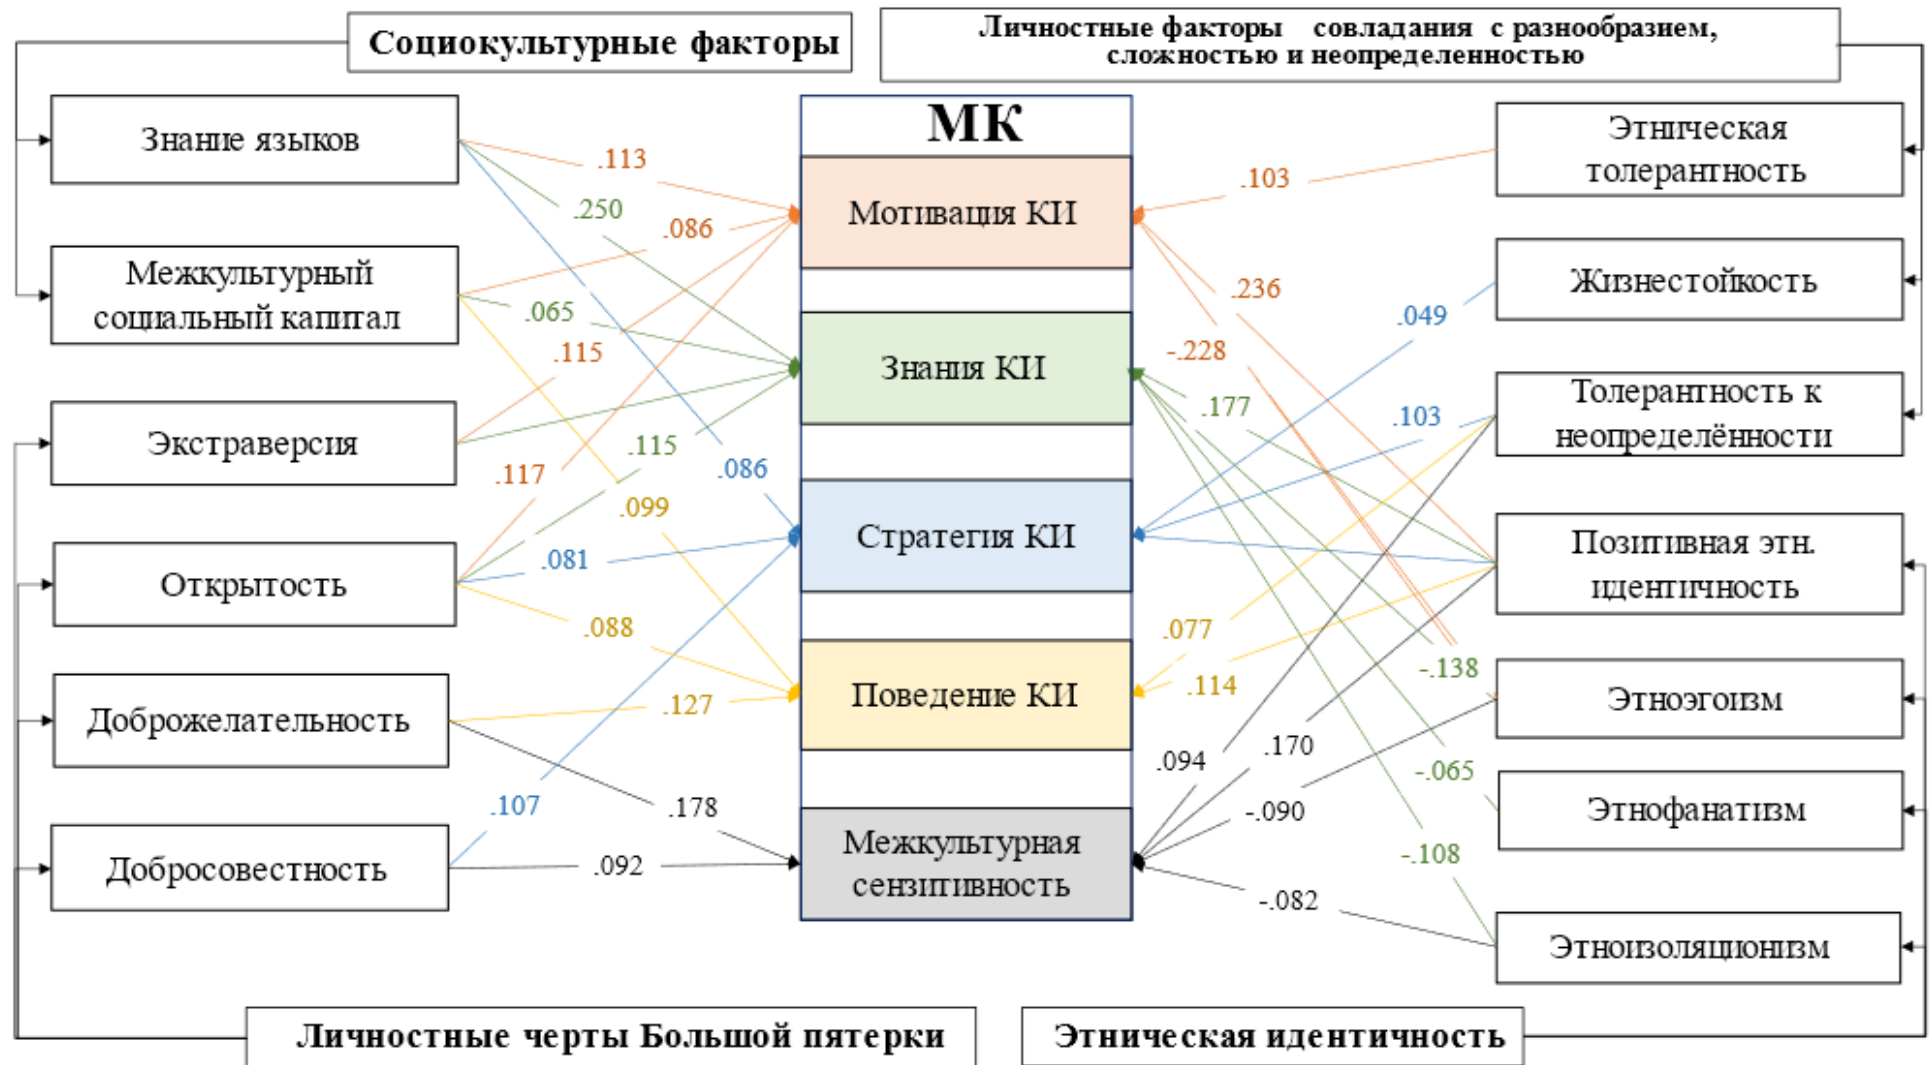 Социокультурные факторы
Личностные факторы совладания с разнообразием,
сложностью и неопределенностью
Знание языков
Межкультурный
социальный капитал
Экстраверсия
Открытость
Доброжелательность
Добросовестность
.113
.250
.086
.065
.115
.115
.086
.117
.099
.081
.088
.127
.107
.178
.092
МК
Мотивация КИ
Знания КИ
Стратегия КИ
Поведение КИ
Межкультурная
сензитивность
.103
.236
.049
-.228
.177
.103
.077
-.138
.114
.094
.170
-.065
-.090
-.108
-.082
Этническая
толерантность
Жизнестойкость
Толерантность к
неопределённости
Позитивная этн.
идентичность
Этноэгоизм
Этнофанатизм
Этноизоляционизм
Личностные черты Большой пятерки
Этническая идентичность